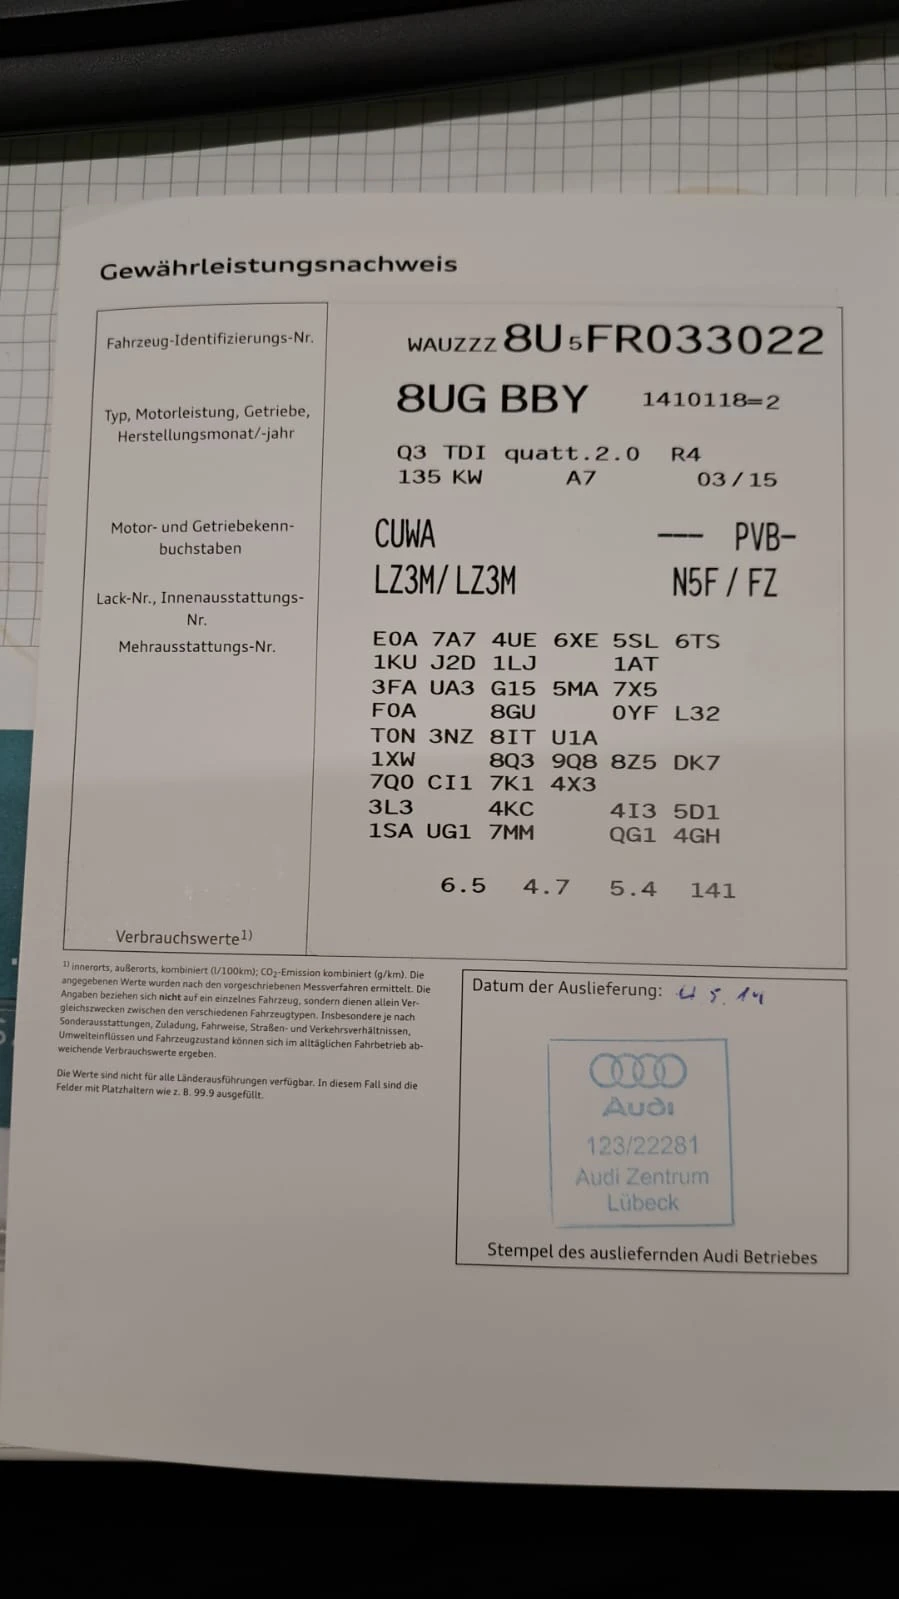 Gewährleistungsnachweis
Fahrzeug-Identifizierungs-Nr.
WAUZZZ 8U 5 FR033022
Typ, Motorleistung, Getriebe,
Herstellungsmonat/-jahr
8UG BBY 1410118=2
Q3 TDI quatt.2.0 R4
135 KW A7 03/15
Motor- und Getriebekenn-
buchstaben
CUWA --- PVB-
Lack-Nr., Innenausstattungs-
Nr.
LZ3M/ LZ3M N5F / FZ
Mehrausstattungs-Nr.
E0A 7A7 4UE 6XE 5SL 6TS
1KU J2D 1LJ 1AT
3FA UA3 G15 5MA 7X5
F0A 8GU 0YF L32
T0N 3NZ 8IT U1A
1XW 8Q3 9Q8 8Z5 DK7
7Q0 CI1 7K1 4X3
3L3 4KC 4I3 5D1
1SA UG1 7MM QG1 4GH
Verbrauchswerte1)
6.5 4.7 5.4 141
1) innerorts, außerorts, kombiniert (l/100km); CO2-Emission kombiniert (g/km). Die
angegebenen Werte wurden nach den vorgeschriebenen Messverfahren ermittelt. Die
Angaben beziehen sich nicht auf ein einzelnes Fahrzeug, sondern dienen allein Ver-
gleichszwecken zwischen den verschiedenen Fahrzeugtypen. Insbesondere je nach
Sonderausstattungen, Zuladung, Fahrweise, Straßen- und Verkehrsverhältnissen,
Umwelteinflüssen und Fahrzeugzustand können sich im alltäglichen Fahrbetrieb ab-
weichende Verbrauchswerte ergeben.
Die Werte sind nicht für alle Länderausführungen verfügbar. In diesem Fall sind die
Felder mit Platzhaltern wie z. B. 99.9 ausgefüllt.
Datum der Auslieferung:
Audi
123/22281
Audi Zentrum
Lübeck
Stempel des ausliefernden Audi Betriebes